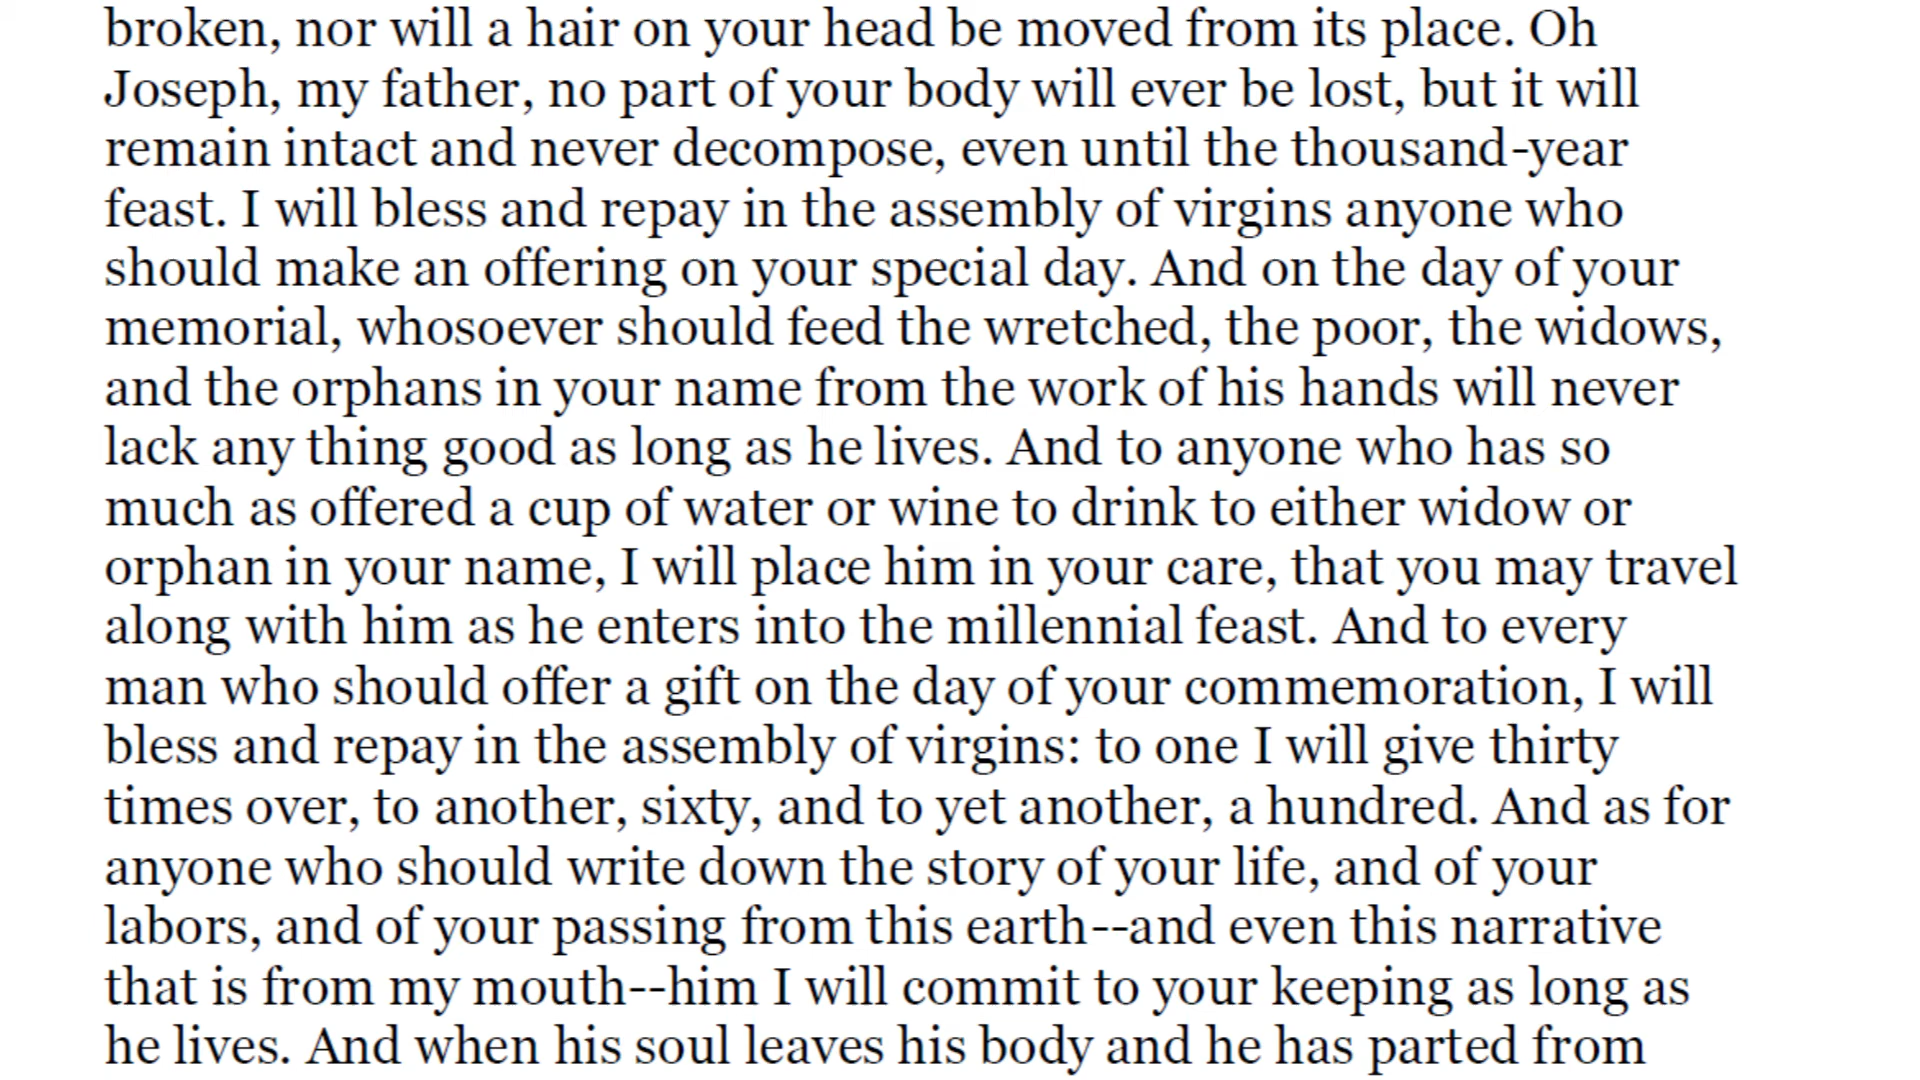 broken, nor will a hair on your head be moved from its place. Oh
Joseph, my father, no part of your body will ever be lost, but it will
remain intact and never decompose, even until the thousand-year
feast. I will bless and repay in the assembly of virgins anyone who
should make an offering on your special day. And on the day of your
memorial, whosoever should feed the wretched, the poor, the widows,
and the orphans in your name from the work of his hands will never
lack any thing good as long as he lives. And to anyone who has so
much as offered a cup of water or wine to drink to either widow or
orphan in your name, I will place him in your care, that you may travel
along with him as he enters into the millennial feast. And to every
man who should offer a gift on the day of your commemoration, I will
bless and repay in the assembly of virgins: to one I will give thirty
times over, to another, sixty, and to yet another, a hundred. And as for
anyone who should write down the story of your life, and of your
labors, and of your passing from this earth--and even this narrative
that is from my mouth--him I will commit to your keeping as long as
he lives. And when his soul leaves his body and he has parted from